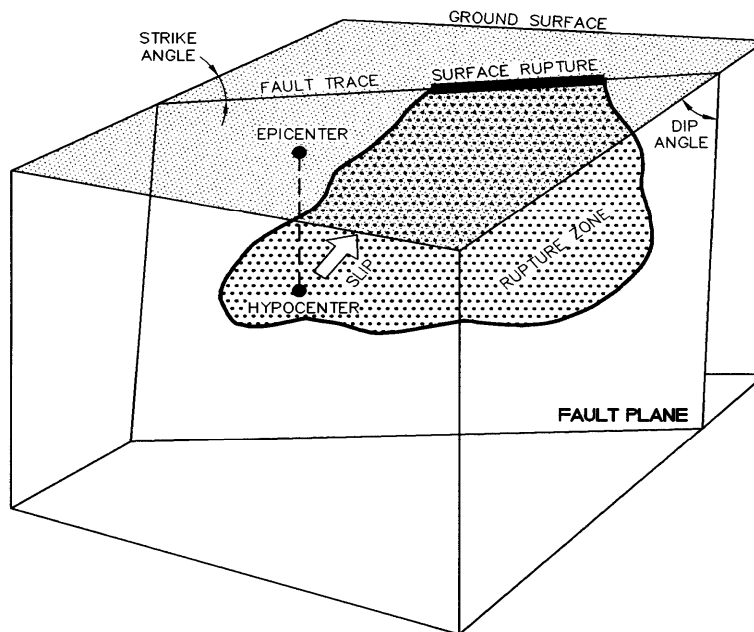 GROUND SURFACE
STRIKE
ANGLE
FAULT TRACE
SURFACE RUPTURE
EPICENTER
DIP
ANGLE
RUPTURE ZONE
SLIP
HYPOCENTER
FAULT PLANE